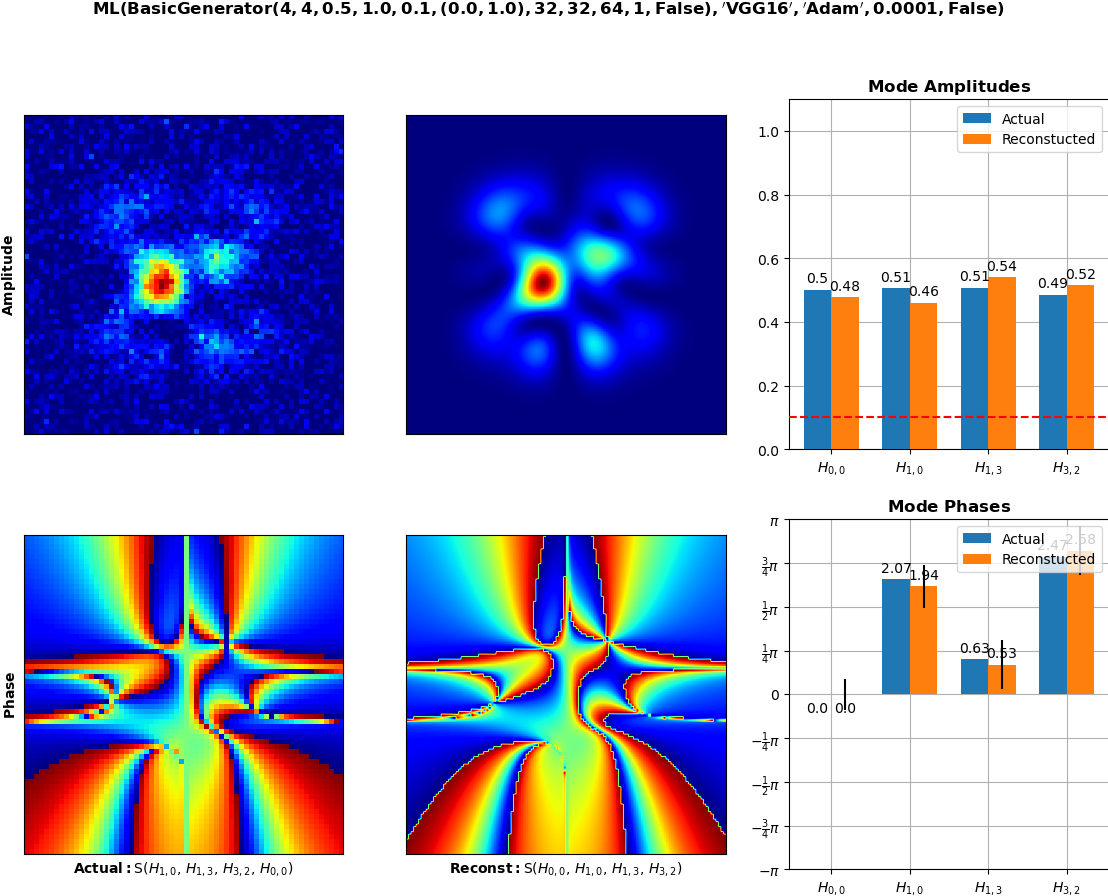 ML(BasicGenerator(4, 4, 0.5, 1.0, 0.1, (0.0, 1.0), 32, 32, 64, 1, False), ′VGG16′, ′Adam′, 0.0001, False)
Amplitude
Mode Amplitudes
Actual
Reconstucted
1.0
0.8
0.6
0.4
0.2
0.0
0.5
0.48
0.51
0.46
0.51
0.54
0.49
0.52
H0,0
H1,0
H1,3
H3,2
Phase
Actual: S(H1,0, H1,3, H3,2, H0,0)
Reconst: S(H0,0, H1,0, H1,3, H3,2)
Mode Phases
Actual
Reconstucted
π
3/4π
1/2π
1/4π
0
−1/4π
−1/2π
−3/4π
−π
0.0
0.0
2.07
1.94
0.63
0.53
2.47
2.58
H0,0
H1,0
H1,3
H3,2